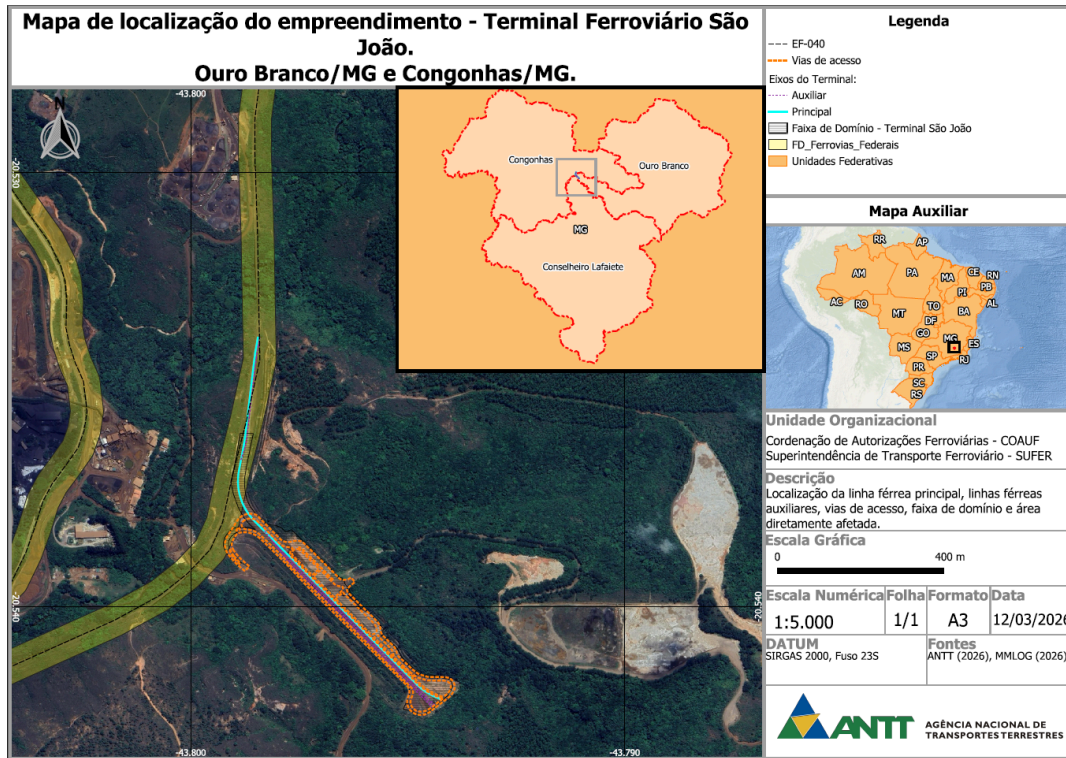 Mapa de localização do empreendimento - Terminal Ferroviário São
João.
Ouro Branco/MG e Congonhas/MG.
-43.800
N
-20.530
-20.540
-20.540
-43.800
-43.790
Congonhas
Ouro Branco
MG
Conselheiro Lafaiete
Legenda
EF-040
Vias de acesso
Eixos do Terminal:
Auxiliar
Principal
Faixa de Domínio - Terminal São João
FD_Ferrovias_Federais
Unidades Federativas
Mapa Auxiliar
RR
AP
AM
PA
MA
CE
RN
PI
PB
AC
RO
TO
AL
MT
BA
DF
GO
MG
ES
MS
SP
RJ
PR
SC
RS
Unidade Organizacional
Cordenação de Autorizações Ferroviárias - COAUF
Superintendência de Transporte Ferroviário - SUFER
Descrição
Localização da linha férrea principal, linhas férreas
auxiliares, vias de acesso, faixa de domínio e área
diretamente afetada.
Escala Gráfica
0 400 m
Escala Numérica Folha Formato Data
1:5.000 1/1 A3 12/03/2026
DATUM Fontes
SIRGAS 2000, Fuso 23S ANTT (2026), MMLOG (2026)
ANTT
AGÊNCIA NACIONAL DE
TRANSPORTES TERRESTRES